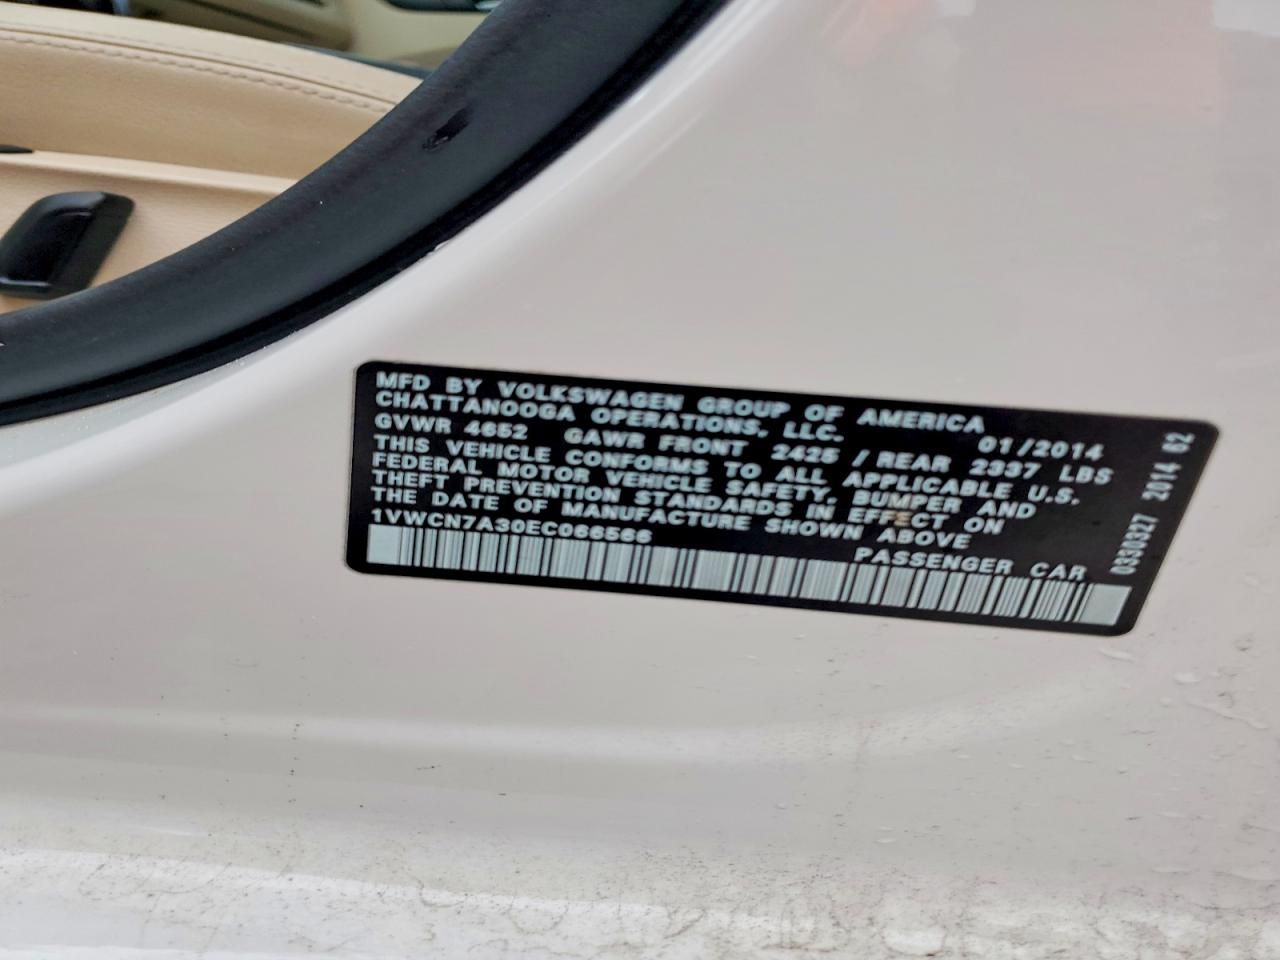 MFD BY VOLKSWAGEN GROUP OF AMERICA
CHATTANOOGA OPERATIONS, LLC.
01/2014
GVWR 4652 GAWR FRONT 2425 / REAR 2337 LBS
THIS VEHICLE CONFORMS TO ALL APPLICABLE U.S.
FEDERAL MOTOR VEHICLE SAFETY, BUMPER AND
THEFT PREVENTION STANDARDS IN EFFECT ON
THE DATE OF MANUFACTURE SHOWN ABOVE
1VWCN7A30EC066566
PASSENGER CAR
0330327 2014 62